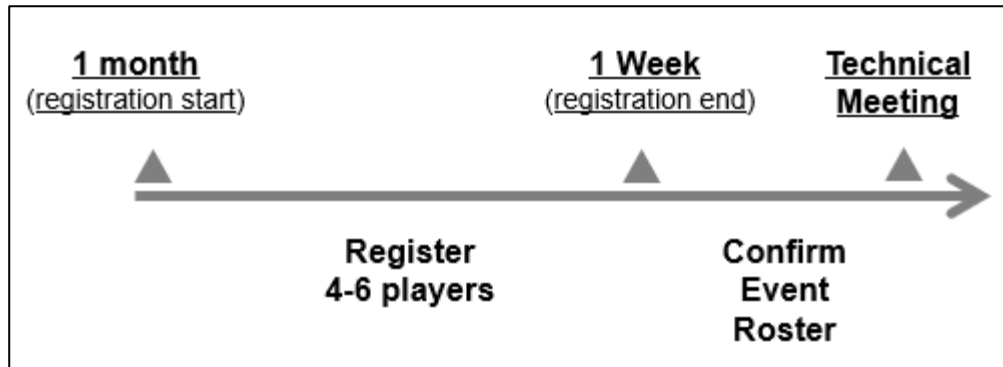 1 month
(registration start)
1 Week
(registration end)
Technical
Meeting
Register
4-6 players
Confirm
Event
Roster